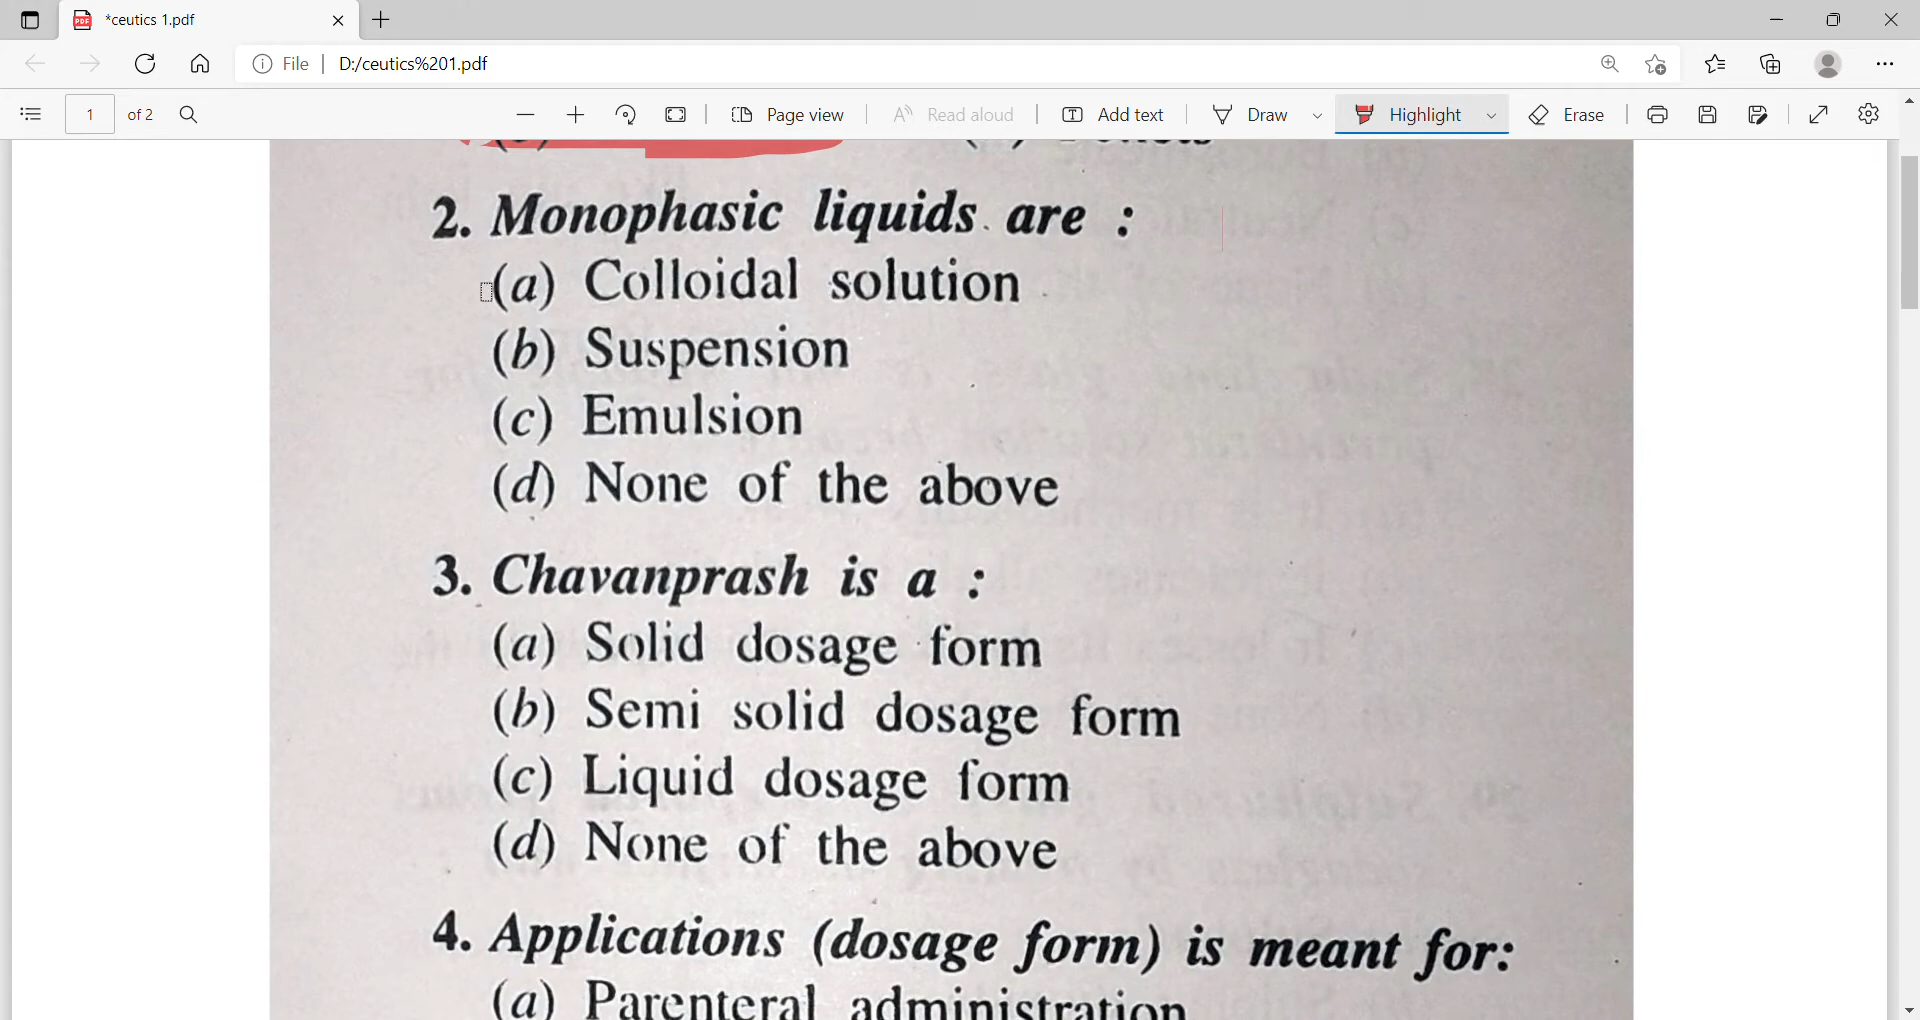 *ceutics 1.pdf
File D:/ceutics%201.pdf
1 of 2 Page view Read aloud Add text Draw Highlight Erase
2. Monophasic liquids are :
(a) Colloidal solution
(b) Suspension
(c) Emulsion
(d) None of the above
3. Chavanprash is a :
(a) Solid dosage form
(b) Semi solid dosage form
(c) Liquid dosage form
(d) None of the above
4. Applications (dosage form) is meant for:
(a) Parenteral administration